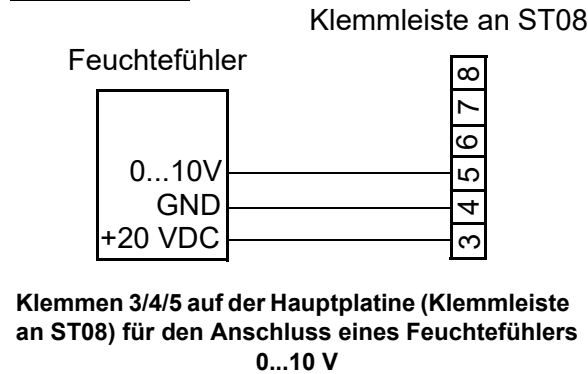 Klemmleiste an ST08
Feuchtefühler
8
7
6
0...10V 5
GND 4
+20 VDC 3
Klemmen 3/4/5 auf der Hauptplatine (Klemmleiste
an ST08) für den Anschluss eines Feuchtefühlers
0...10 V